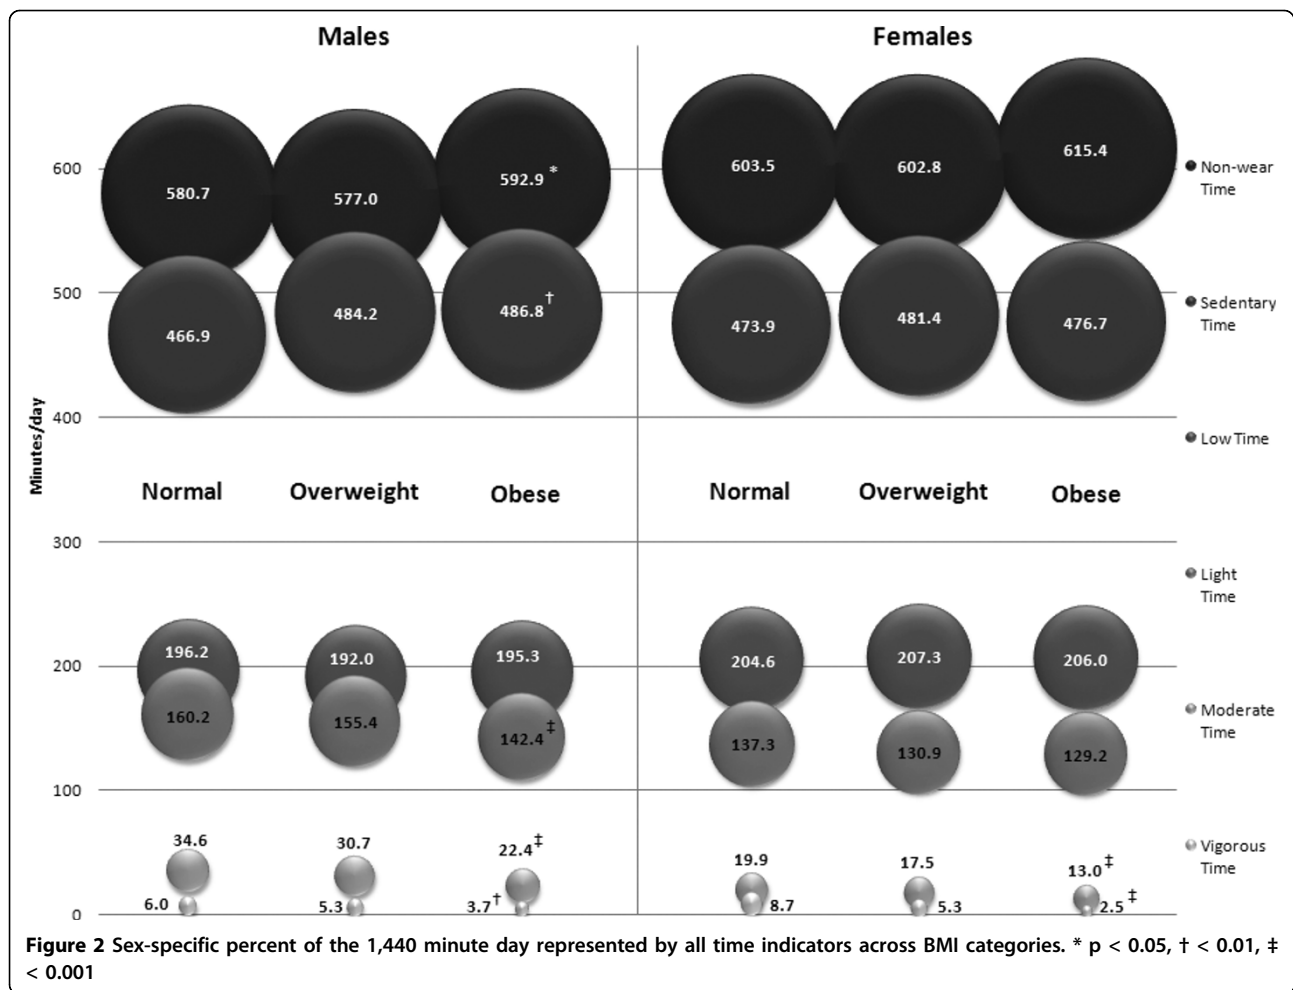 Males Females
600
500
400
300
200
100
0
Minutes/day
580.7 577.0 592.9 * 603.5 602.8 615.4
466.9 484.2 486.8 † 473.9 481.4 476.7
Normal Overweight Obese Normal Overweight Obese
196.2 192.0 195.3 204.6 207.3 206.0
160.2 155.4 142.4 ‡ 137.3 130.9 129.2
34.6 30.7 22.4 ‡ 19.9 17.5 13.0 ‡
6.0 5.3 3.7 † 8.7 5.3 2.5 ‡
Non-wear
Time
Sedentary
Time
Low Time
Light
Time
Moderate
Time
Vigorous
Time
Figure 2 Sex-specific percent of the 1,440 minute day represented by all time indicators across BMI categories. * p < 0.05, † < 0.01, ‡
< 0.001